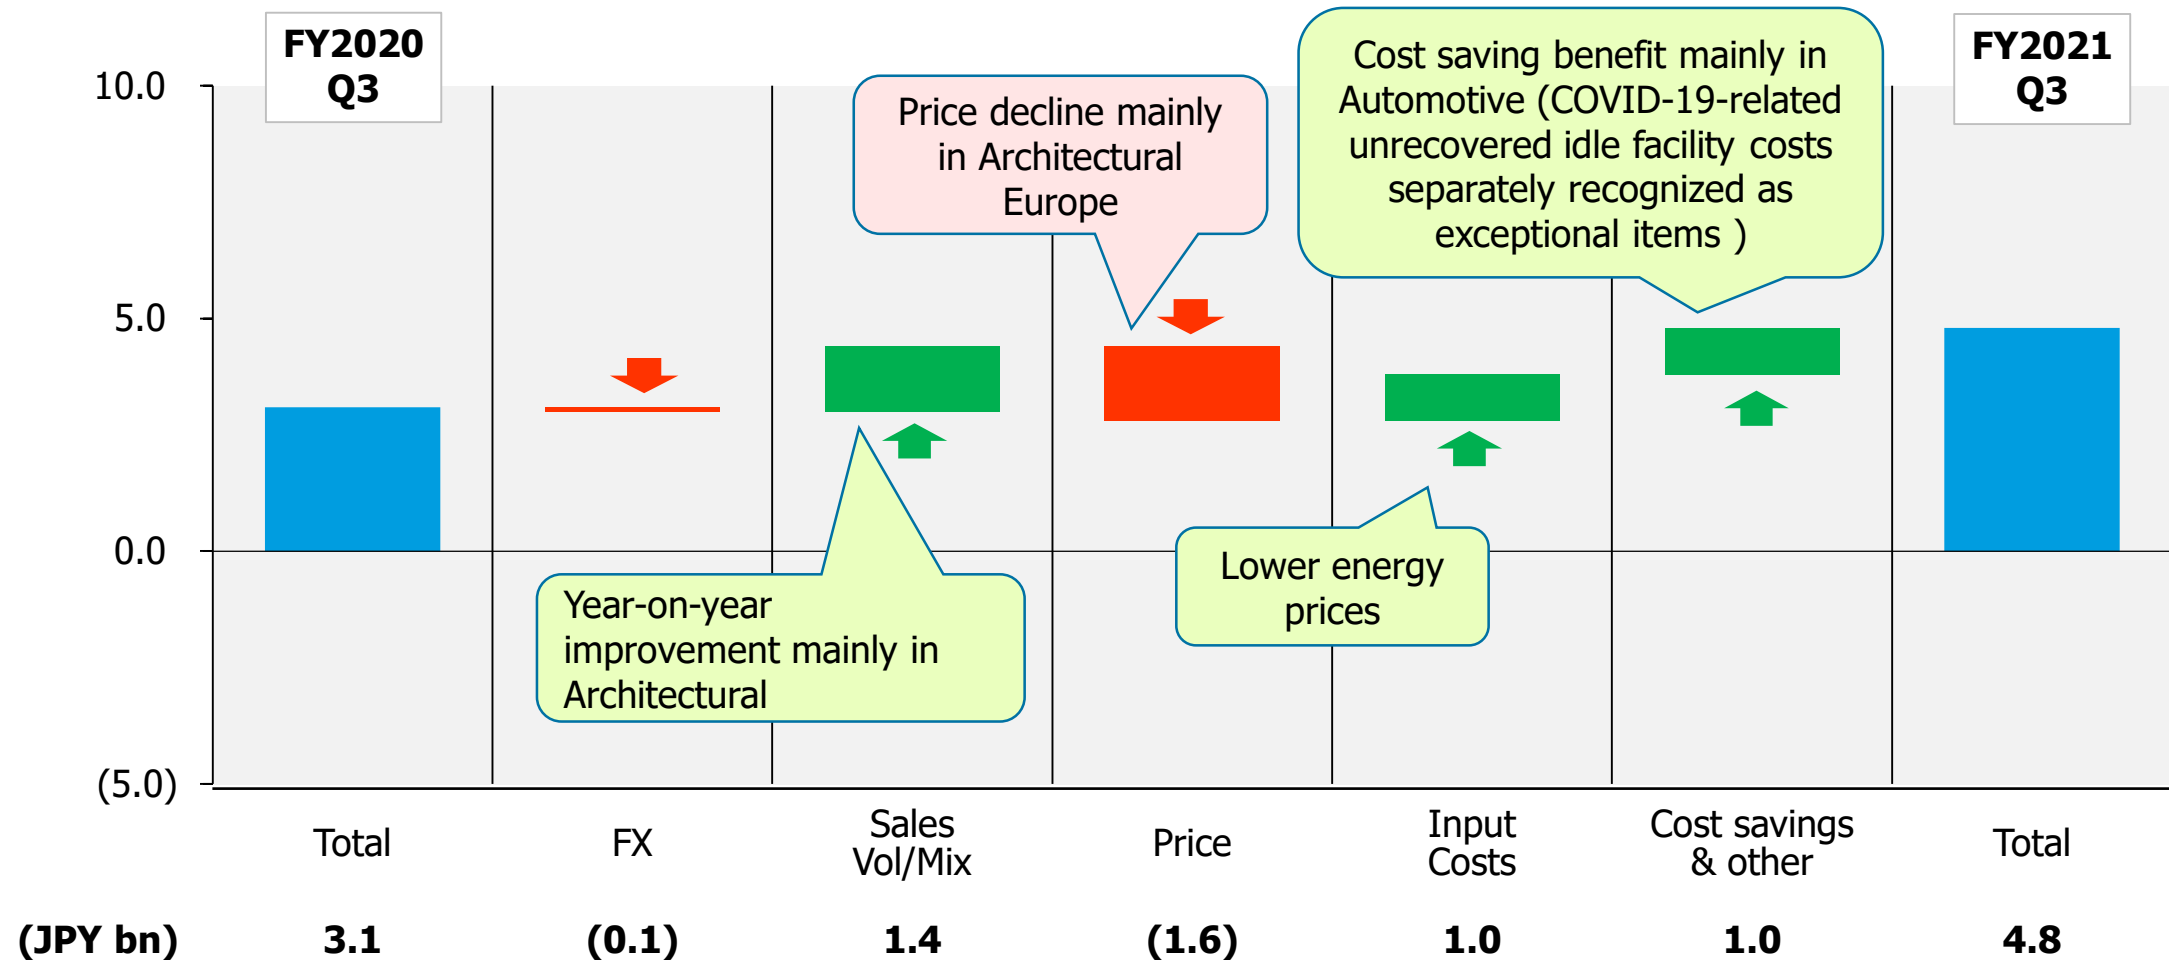 FY2020
Q3
FY2021
Q3
Cost saving benefit mainly in
Automotive (COVID-19-related
unrecovered idle facility costs
separately recognized as
exceptional items )
Price decline mainly
in Architectural
Europe
10.0
5.0
0.0
(5.0)
Year-on-year
improvement mainly in
Architectural
Lower energy
prices
Total
FX
Sales
Vol/Mix
Price
Input
Costs
Cost savings
& other
Total
(JPY bn) 3.1 (0.1) 1.4 (1.6) 1.0 1.0 4.8